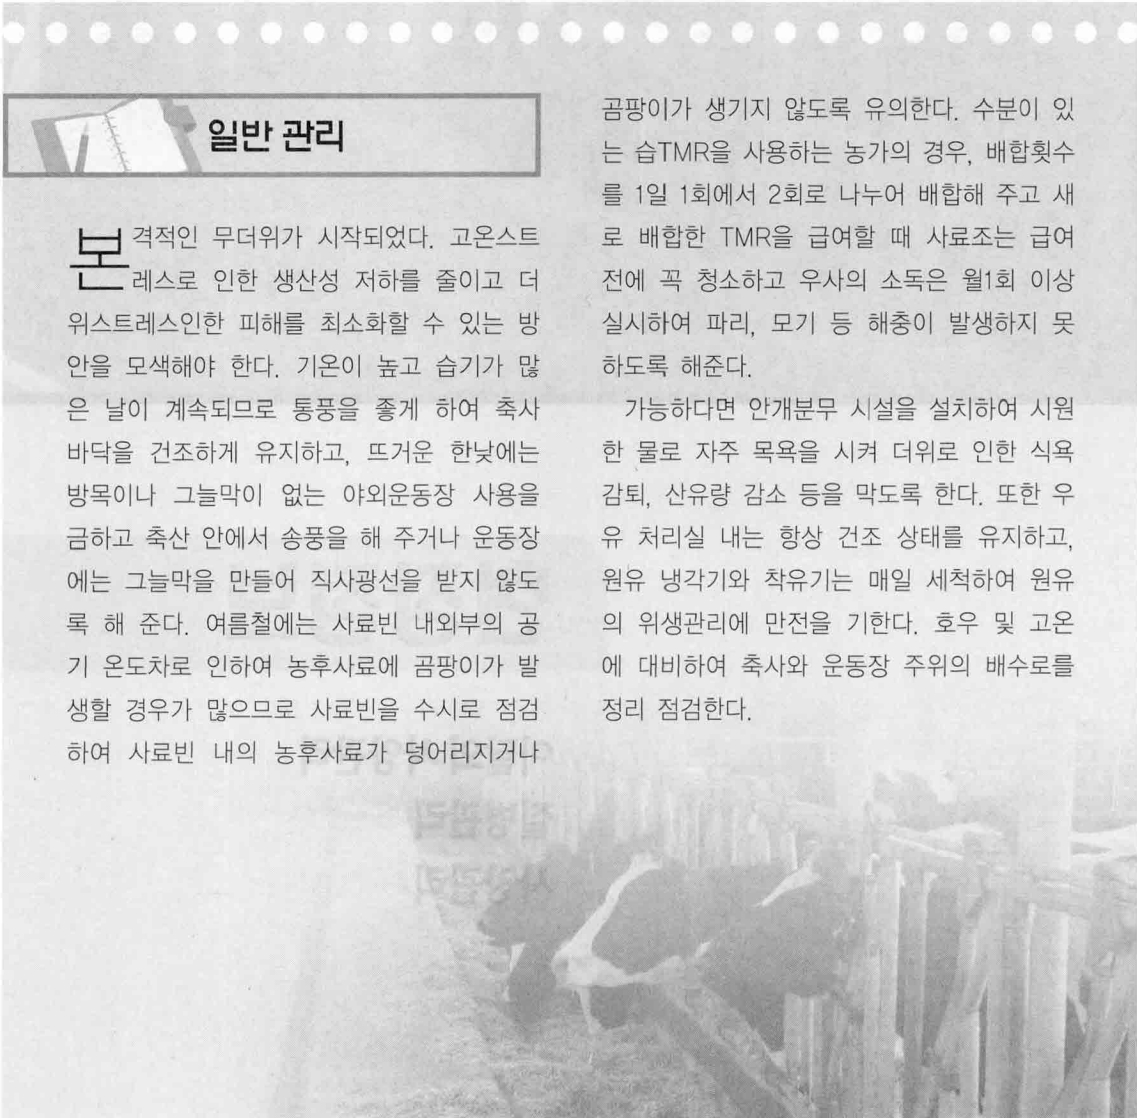 일반 관리
본격적인 무더위가 시작되었다. 고온스트
레스로 인한 생산성 저하를 줄이고 더
위스트레스인한 피해를 최소화할 수 있는 방
안을 모색해야 한다. 기온이 높고 습기가 많
은 날이 계속되므로 통풍을 좋게 하여 축사
바닥을 건조하게 유지하고, 뜨거운 한낮에는
방목이나 그늘막이 없는 야외운동장 사용을
금하고 축산 안에서 송풍을 해 주거나 운동장
에는 그늘막을 만들어 직사광선을 받지 않도
록 해 준다. 여름철에는 사료빈 내외부의 공
기 온도차로 인하여 농후사료에 곰팡이가 발
생할 경우가 많으므로 사료빈을 수시로 점검
하여 사료빈 내의 농후사료가 덩어리지거나
곰팡이가 생기지 않도록 유의한다. 수분이 있
는 습TMR을 사용하는 농가의 경우, 배합횟수
를 1일 1회에서 2회로 나누어 배합해 주고 새
로 배합한 TMR을 급여할 때 사료조는 급여
전에 꼭 청소하고 우사의 소독은 월1회 이상
실시하여 파리, 모기 등 해충이 발생하지 못
하도록 해준다.
가능하다면 안개분무 시설을 설치하여 시원
한 물로 자주 목욕을 시켜 더위로 인한 식욕
감퇴, 산유량 감소 등을 막도록 한다. 또한 우
유 처리실 내는 항상 건조 상태를 유지하고,
원유 냉각기와 착유기는 매일 세척하여 원유
의 위생관리에 만전을 기한다. 호우 및 고온
에 대비하여 축사와 운동장 주위의 배수로를
정리 점검한다.